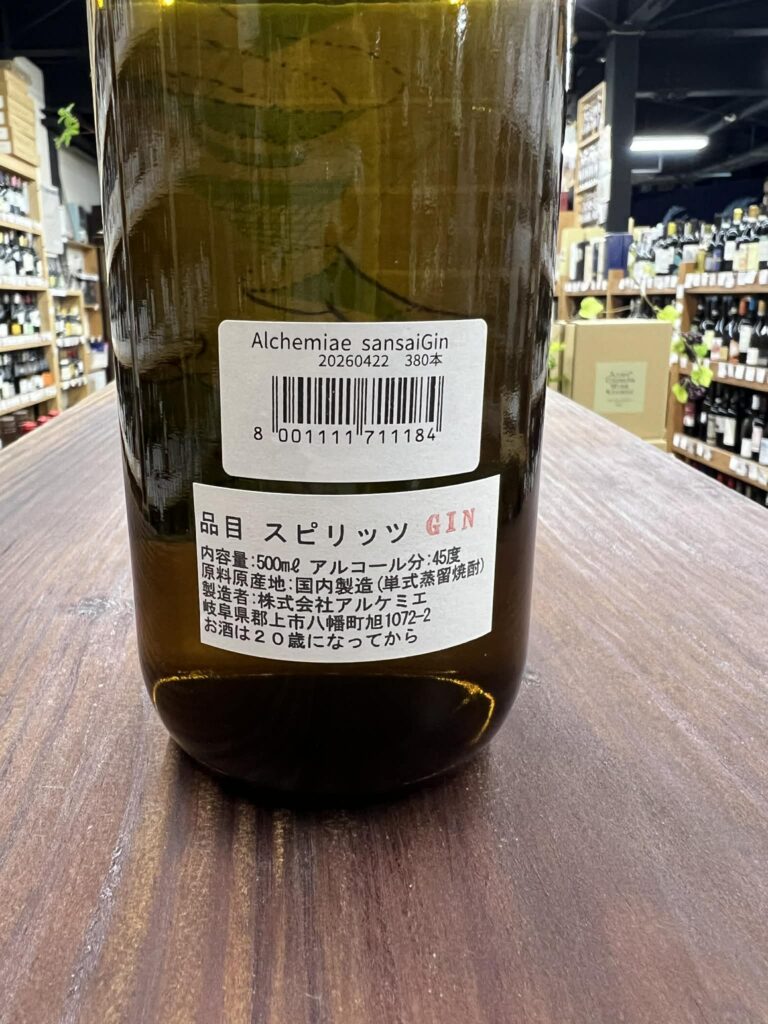 Alchemiae sansaiGin
20260422 380本
8 001111 711184
品目 スピリッツ GIN
内容量:500mℓ アルコール分:45度
原料原産地:国内製造(単式蒸留焼酎)
製造者:株式会社アルケミエ
岐阜県郡上市八幡町旭1072-2
お酒は２０歳になってから